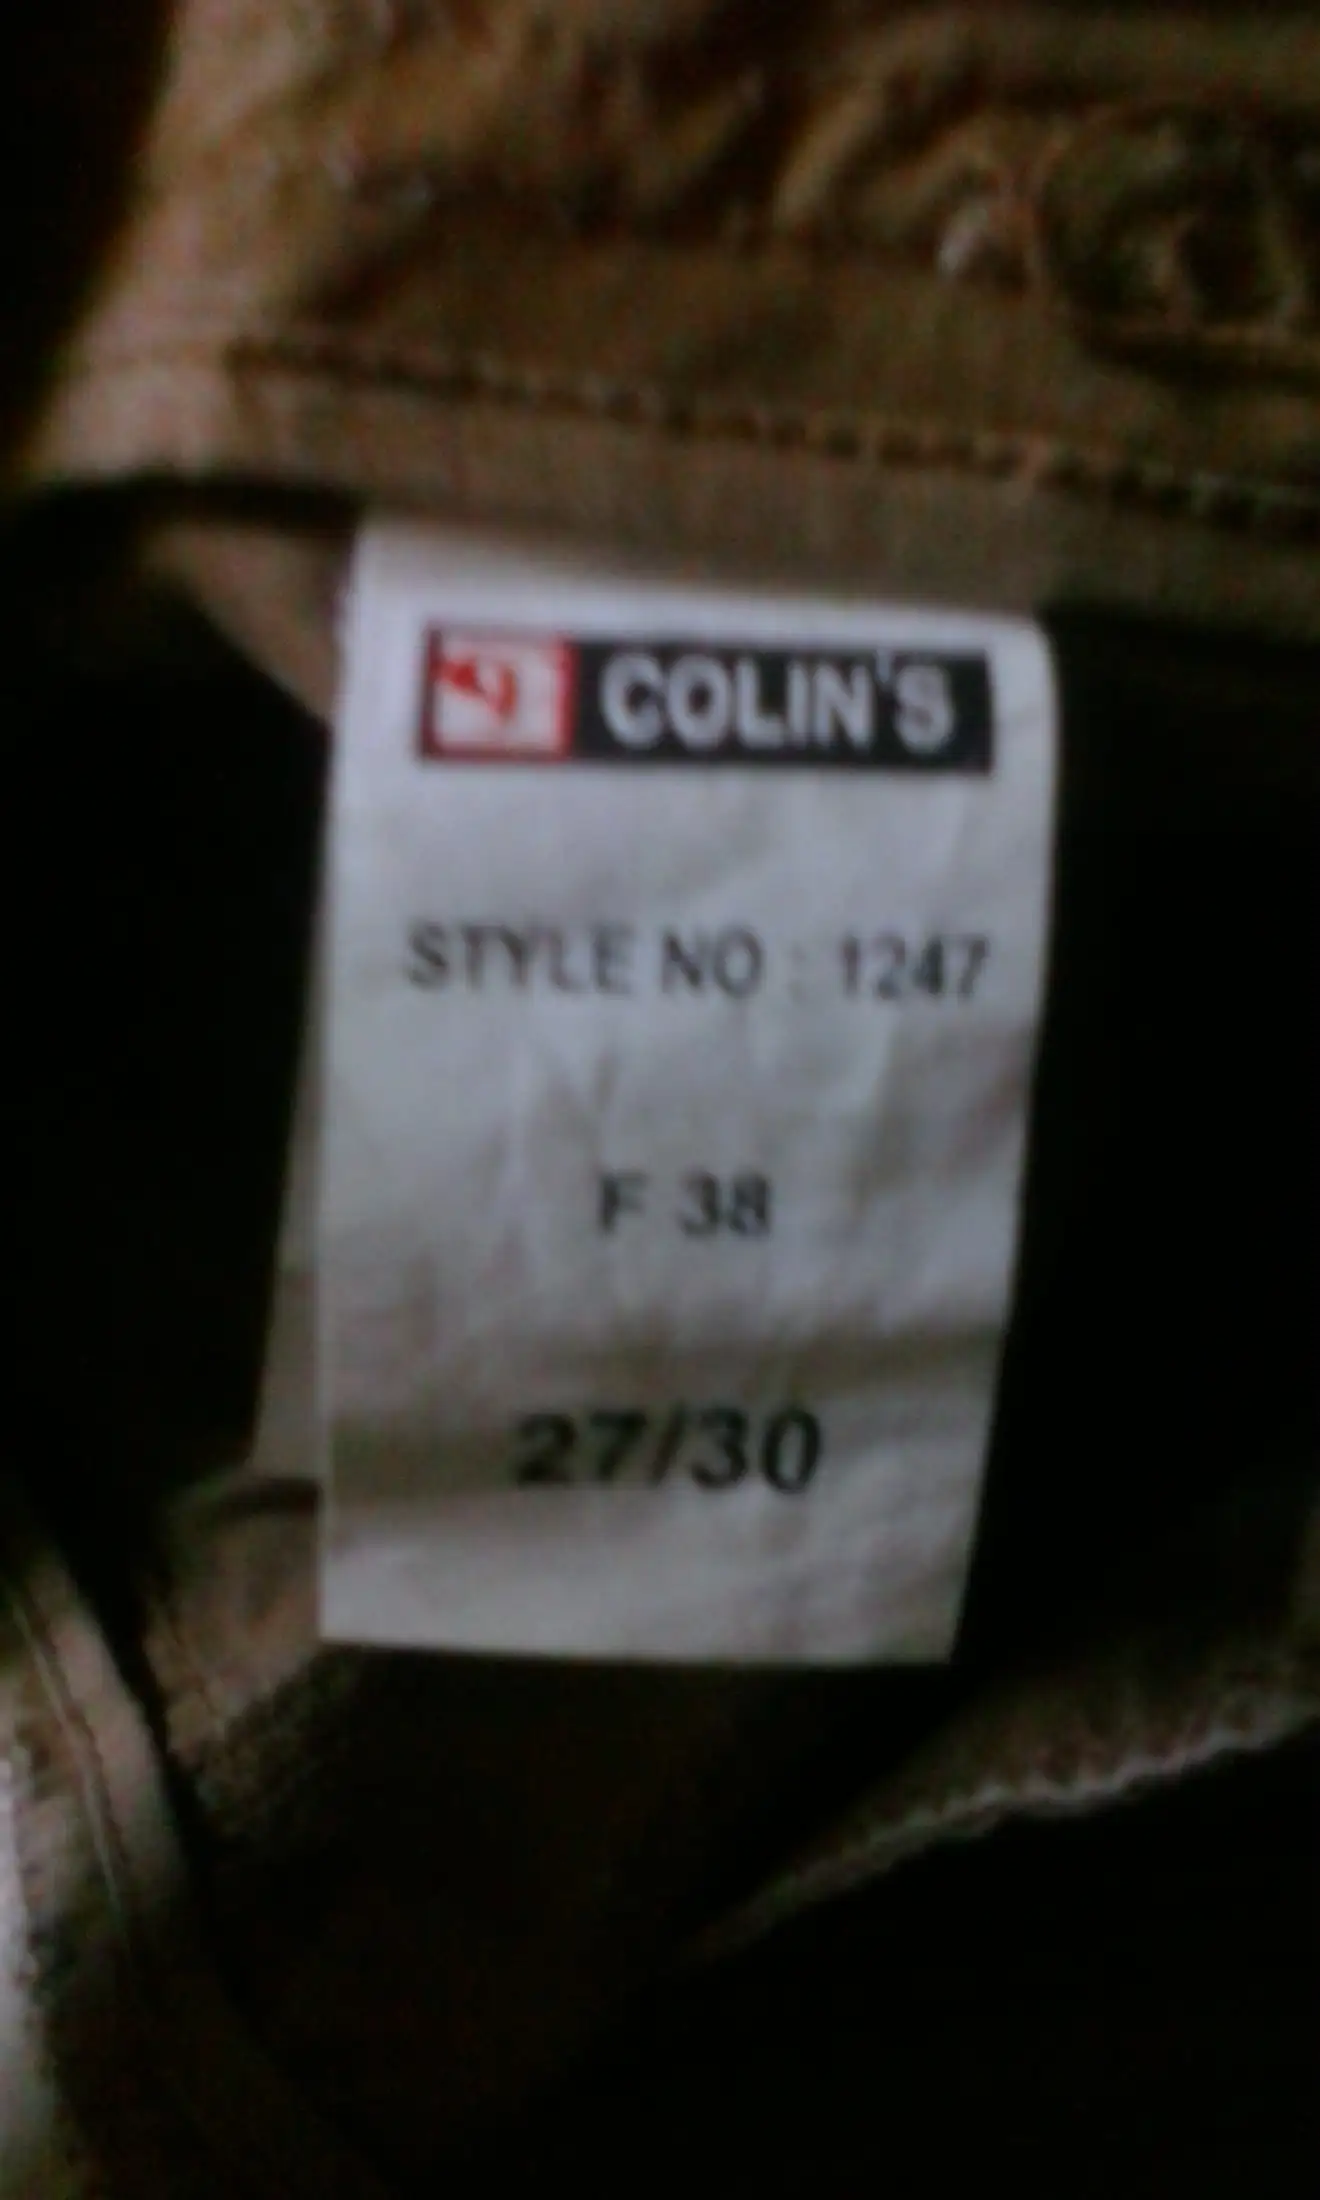 COLIN'S
STYLE NO : 1247
F 38
27/30